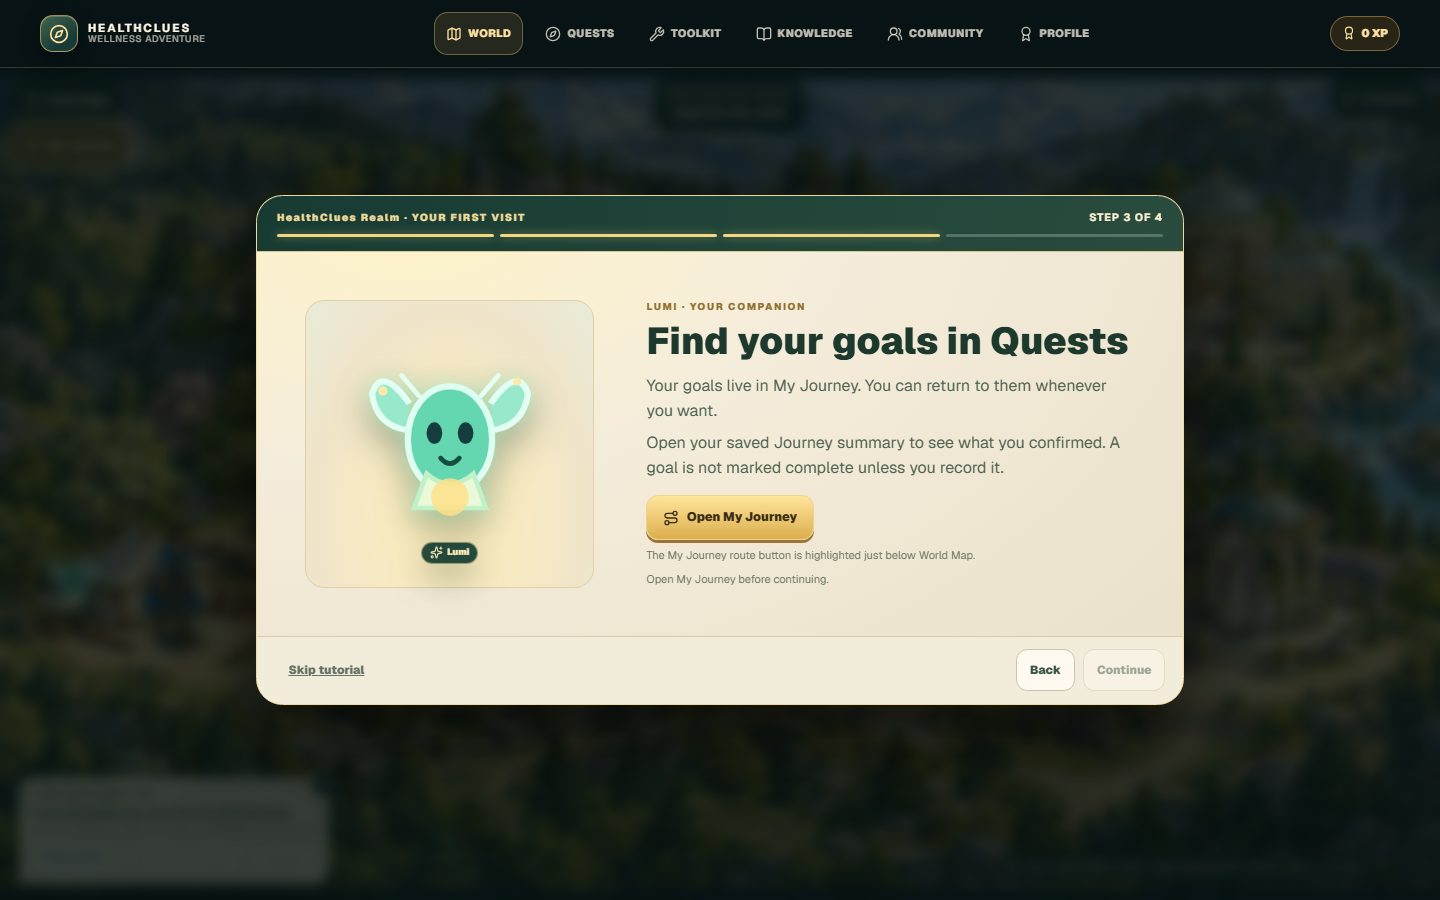 HEALTHCLUES
WELLNESS ADVENTURE
WORLD
QUESTS
TOOLKIT
KNOWLEDGE
COMMUNITY
PROFILE
0 XP
HealthClues Realm · YOUR FIRST VISIT
STEP 3 OF 4
LUMI · YOUR COMPANION
Find your goals in Quests
Your goals live in My Journey. You can return to them whenever
you want.
Open your saved Journey summary to see what you confirmed. A
goal is not marked complete unless you record it.
Open My Journey
The My Journey route button is highlighted just below World Map.
Open My Journey before continuing.
Lumi
Skip tutorial
Back
Continue